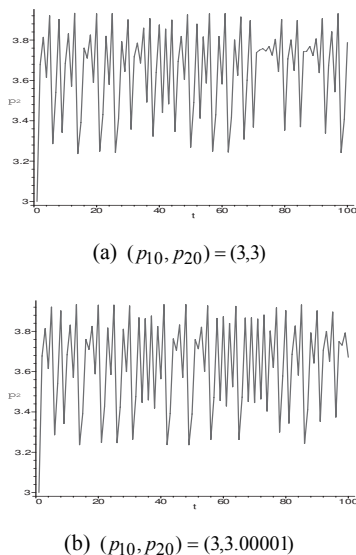 3.8
3.6
p2
3.4
3.2
3
0 20 40 60 80 100
t
(a) (p10, p20) = (3,3)
3.8
3.6
p2
3.4
3.2
3
0 20 40 60 80 100
t
(b) (p10, p20) = (3,3.00001)